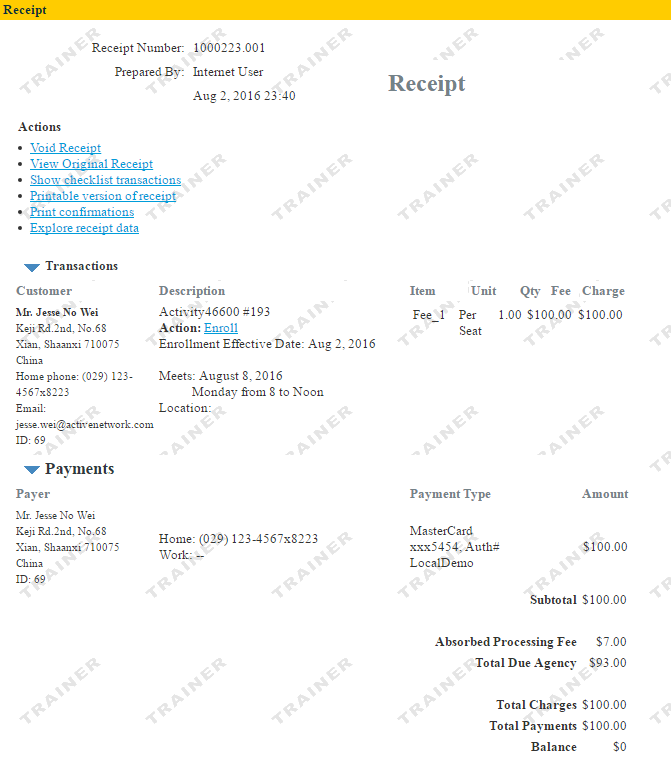 Receipt
Receipt Number: 1000223.001
Prepared By: Internet User
Aug 2, 2016 23:40
Receipt
Actions
Void Receipt
View Original Receipt
Show checklist transactions
Printable version of receipt
Print confirmations
Explore receipt data
Transactions
Customer Description Item Unit Qty Fee Charge
Mr. Jesse No Wei
Keji Rd.2nd, No.68
Xian, Shaanxi 710075
China
Home phone: (029) 123-
4567x8223
Email:
jesse.wei@activenetwork.com
ID: 69
Activity46600 #193
Action: Enroll
Enrollment Effective Date: Aug 2, 2016
Meets: August 8, 2016
Monday from 8 to Noon
Location:
Fee_1 Per 1.00 $100.00 $100.00
Seat
Payments
Payer Payment Type Amount
Mr. Jesse No Wei
Keji Rd.2nd, No.68
Xian, Shaanxi 710075
China
ID: 69
Home: (029) 123-4567x8223
Work: --
MasterCard
xxx5454, Auth#
LocalDemo
$100.00
Subtotal $100.00
Absorbed Processing Fee $7.00
Total Due Agency $93.00
Total Charges $100.00
Total Payments $100.00
Balance $0
TRAINER